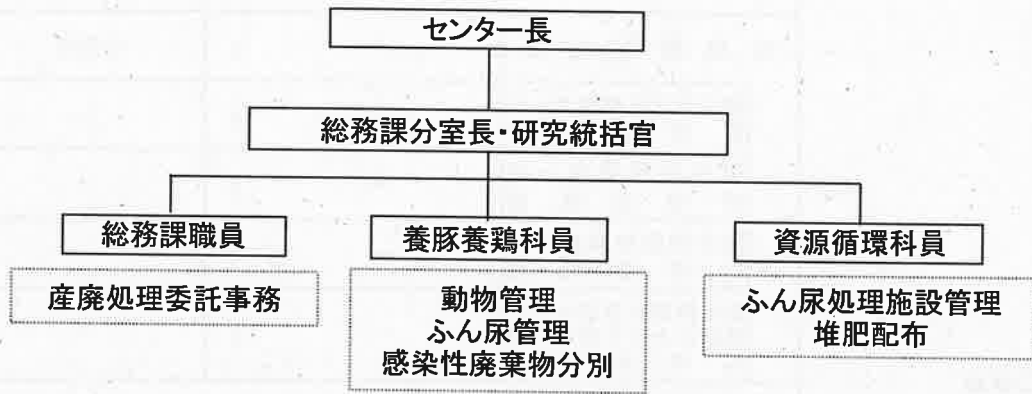 センター長
総務課分室長・研究統括官
総務課職員
養豚養鶏科員
資源循環科員
産廃処理委託事務
動物管理
ふん尿管理
感染性廃棄物分別
ふん尿処理施設管理
堆肥配布